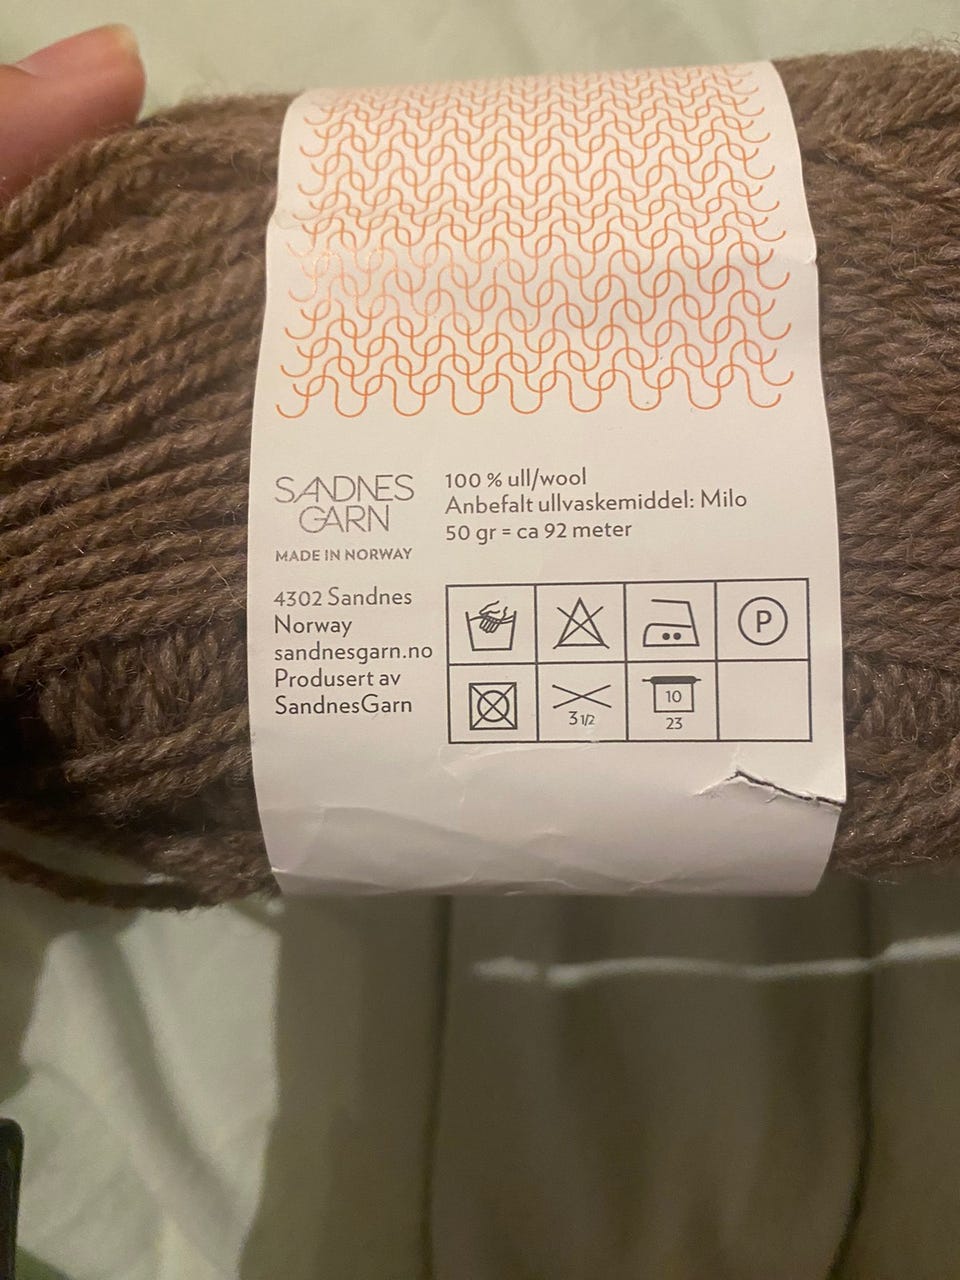 SANDNES
GARN
MADE IN NORWAY
4302 Sandnes
Norway
sandnesgarn.no
Produsert av
SandnesGarn
100 % ull/wool
Anbefalt ullvaskemiddel: Milo
50 gr = ca 92 meter
P
3 1/2
10
23